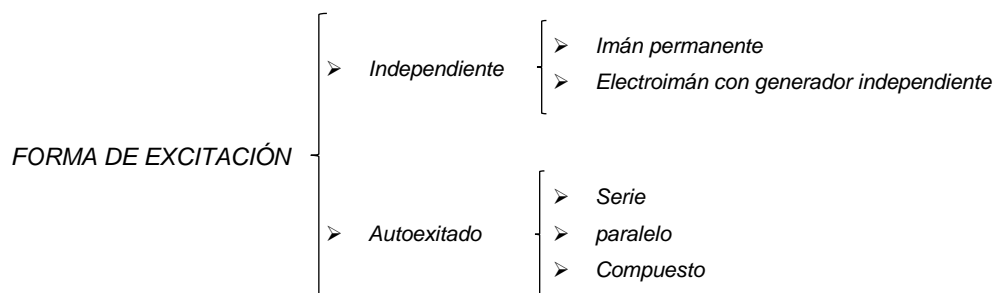 FORMA DE EXCITACIÓN
Independiente
Imán permanente
Electroimán con generador independiente
Autoexitado
Serie
paralelo
Compuesto